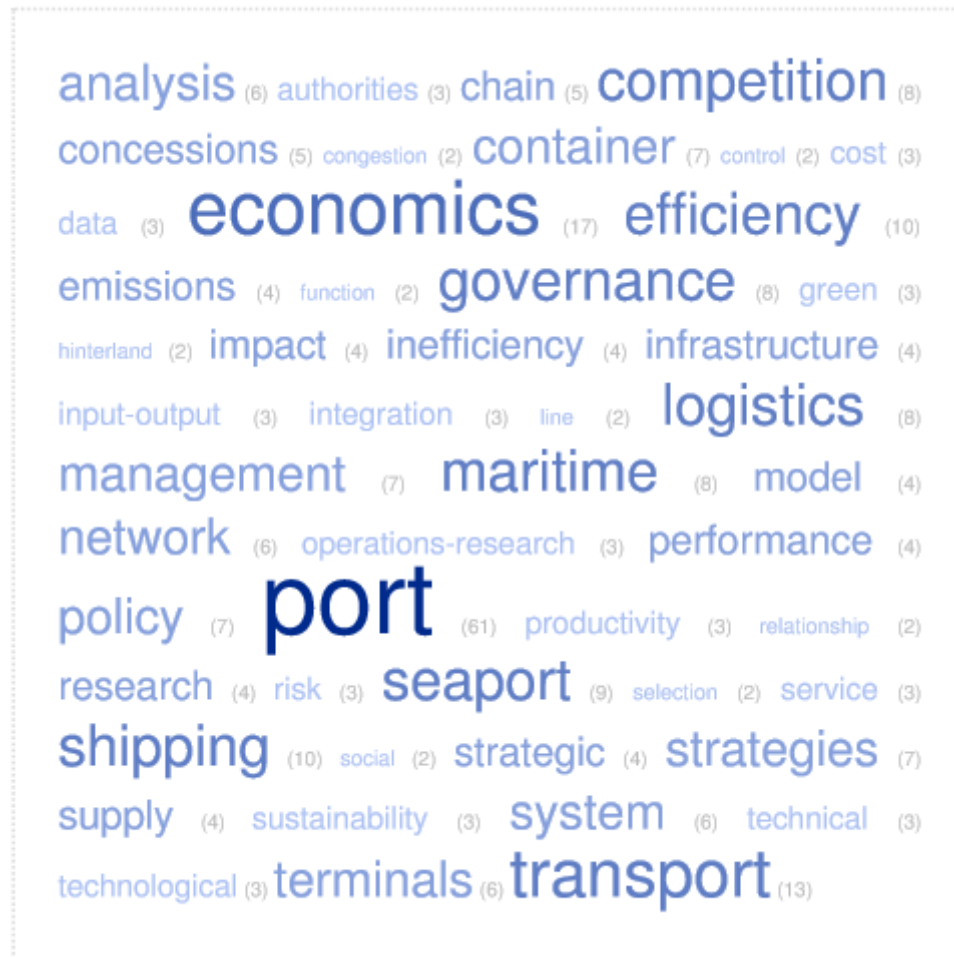 analysis (6) authorities (3) chain (5) competition (8)
concessions (5) congestion (2) container (7) control (2) cost (3)
data (3) economics (17) efficiency (10)
emissions (4) function (2) governance (8) green (3)
hinterland (2) impact (4) inefficiency (4) infrastructure (4)
input-output (3) integration (3) line (2) logistics (8)
management (7) maritime (8) model (4)
network (6) operations-research (3) performance (4)
policy (7) port (61) productivity (3) relationship (2)
research (4) risk (3) seaport (9) selection (2) service (3)
shipping (10) social (2) strategic (4) strategies (7)
supply (4) sustainability (3) system (6) technical (3)
technological (3) terminals (6) transport (13)